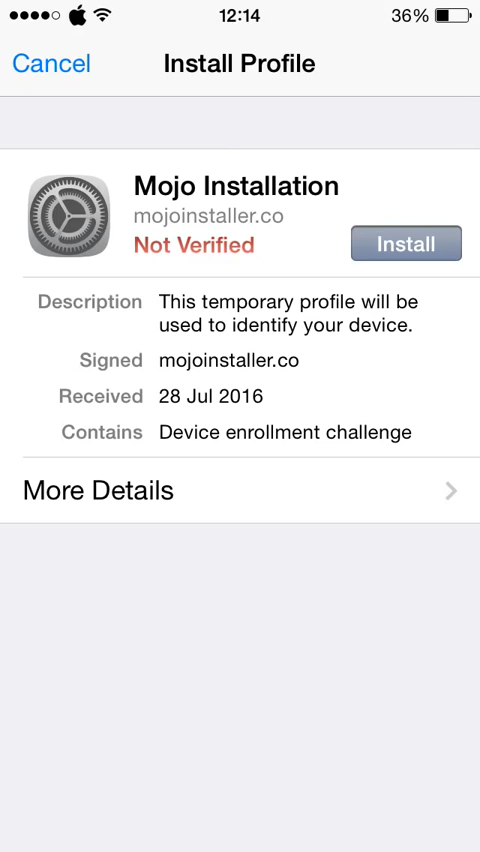 12:14
36%
Cancel
Install Profile
Mojo Installation
mojoinstaller.co
Not Verified
Install
Description This temporary profile will be
used to identify your device.
Signed mojoinstaller.co
Received 28 Jul 2016
Contains Device enrollment challenge
More Details